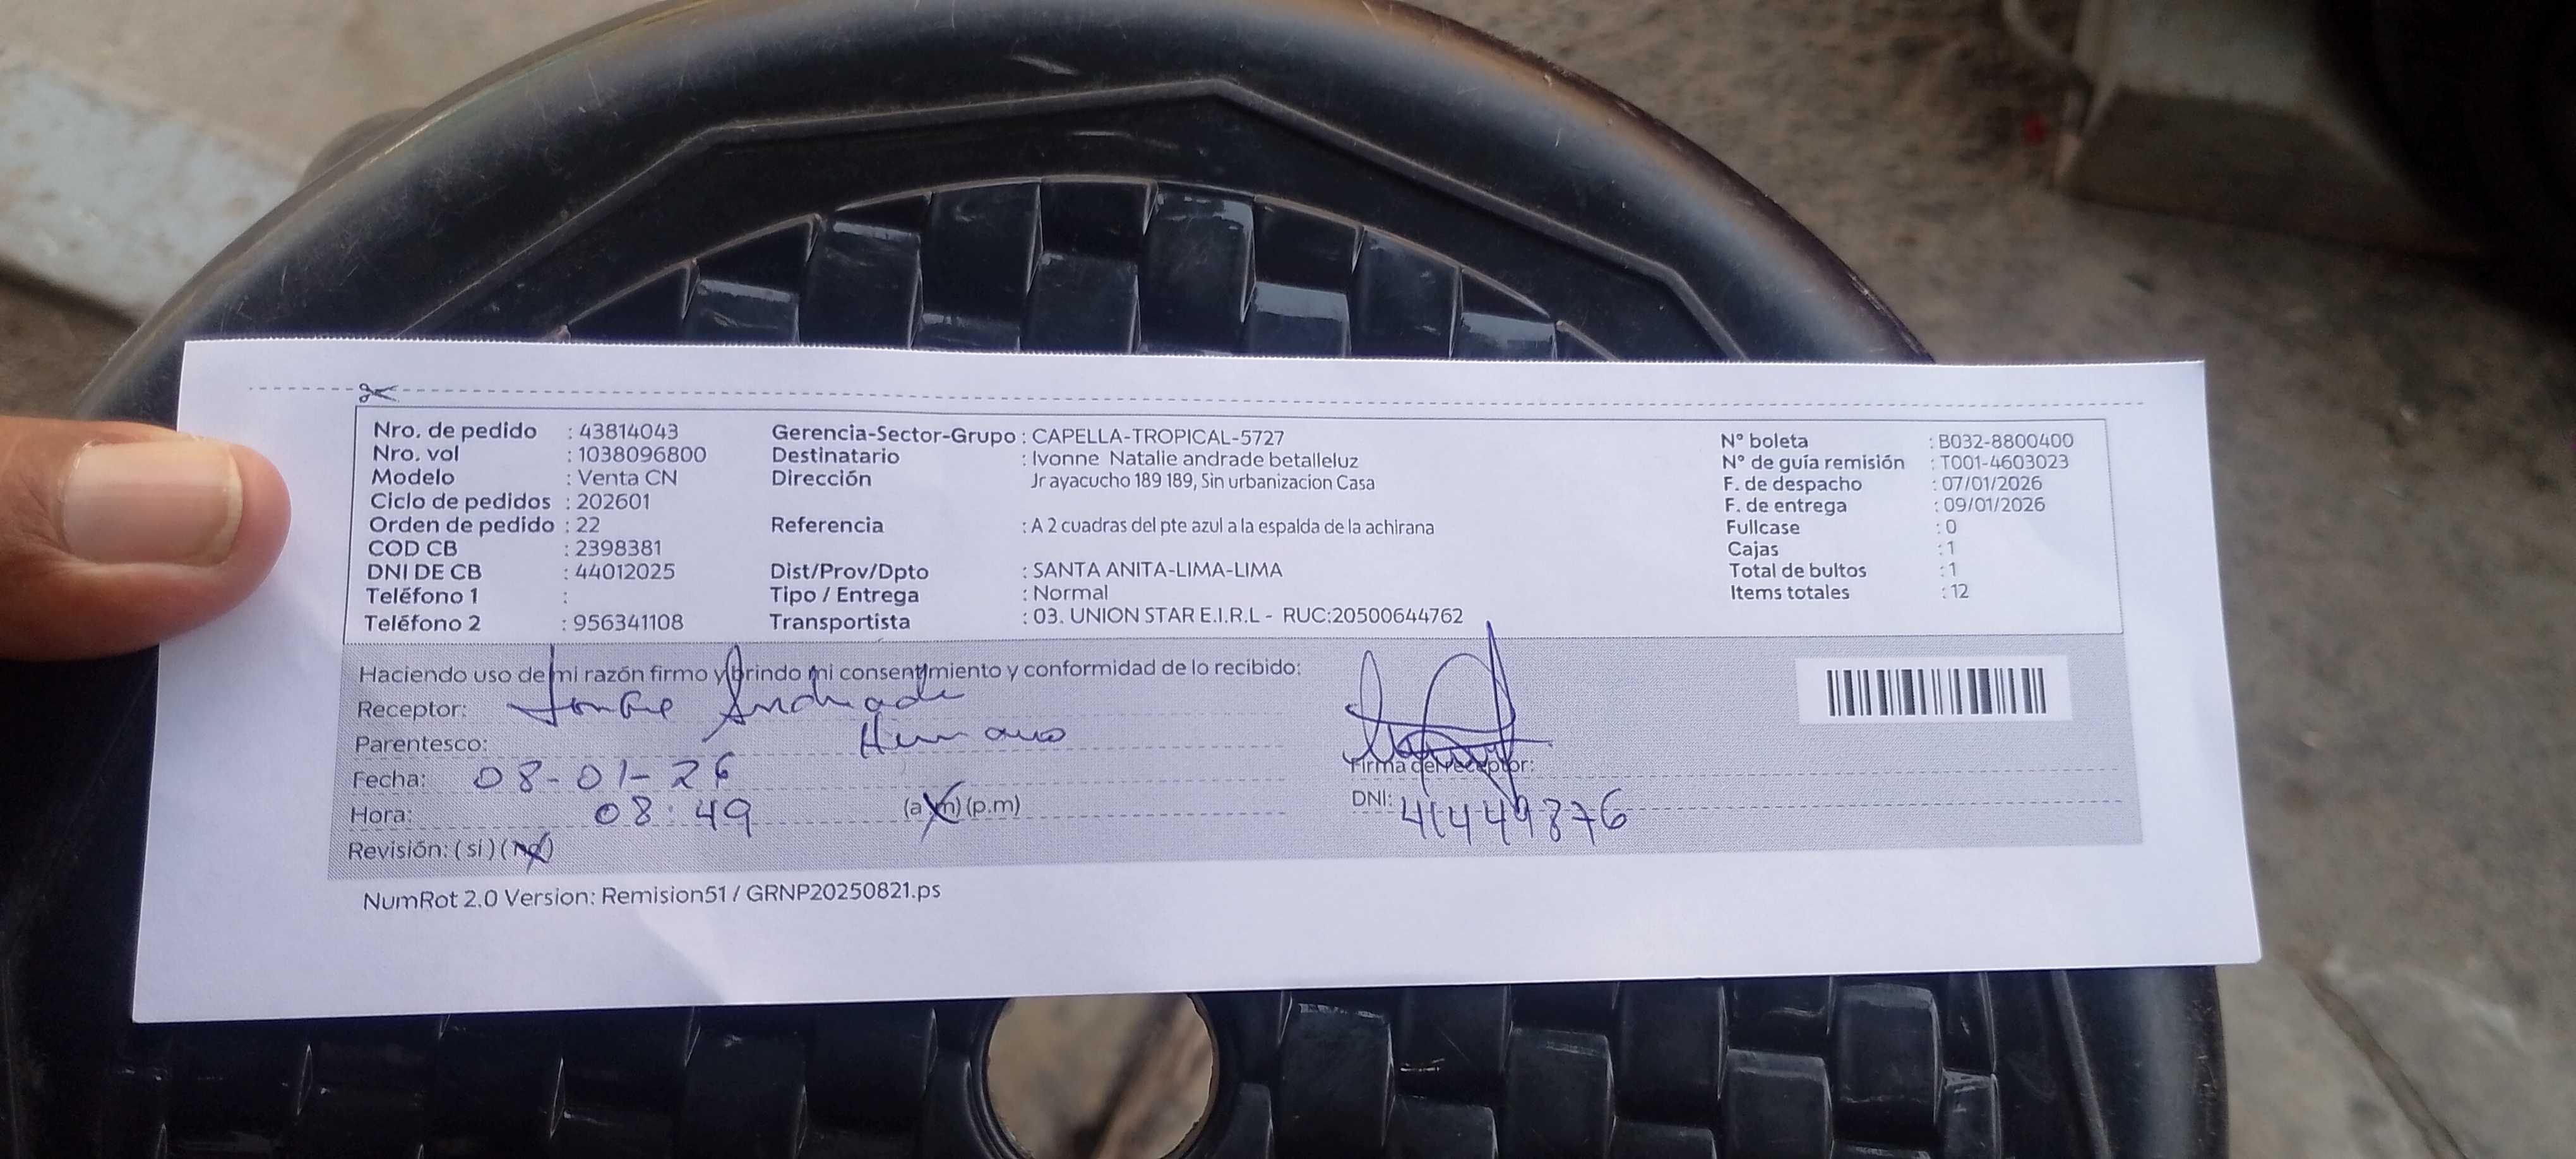 Nro. de pedido : 43814043 Gerencia-Sector-Grupo : CAPELLA-TROPICAL-5727 N° boleta : B032-8800400
Nro. vol : 1038096800 Destinatario : Ivonne Natalie andrade betalleluz N° de guía remisión : T001-4603023
Modelo : Venta CN Dirección Jr ayacucho 189 189, Sin urbanizacion Casa F. de despacho : 07/01/2026
Ciclo de pedidos : 202601 F. de entrega : 09/01/2026
Orden de pedido : 22 Referencia : A 2 cuadras del pte azul a la espalda de la achirana Fullcase : 0
COD CB : 2398381 Cajas : 1
DNI DE CB : 44012025 Dist/Prov/Dpto : SANTA ANITA-LIMA-LIMA Total de bultos : 1
Teléfono 1 : Tipo / Entrega : Normal Items totales : 12
Teléfono 2 : 956341108 Transportista : 03. UNION STAR E.I.R.L - RUC:20500644762
Haciendo uso de mi razón firmo y brindo mi consentimiento y conformidad de lo recibido:
Receptor: Andrade
Parentesco: Hermano
Firma del receptor:
Fecha: 08-01-26
Hora: 08:49 (a.m) (p.m) DNI: 41449876
Revisión: ( si ) ( no )
NumRot 2.0 Version: Remision51 / GRNP20250821.ps